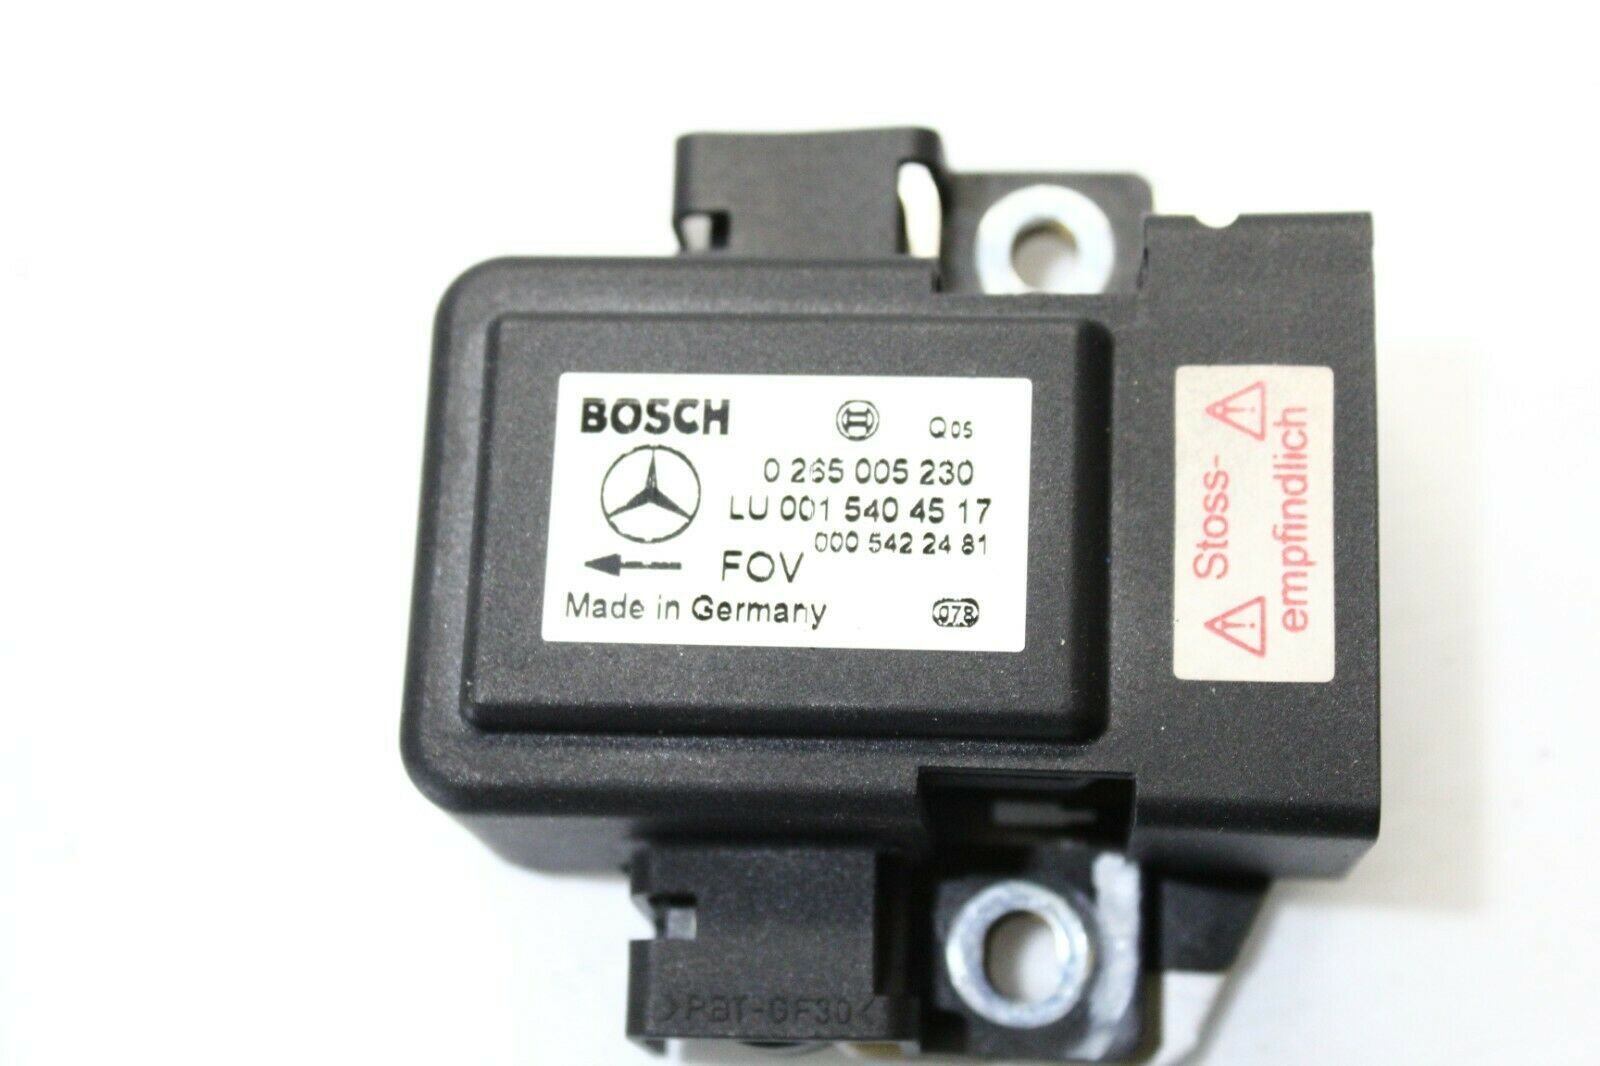 BOSCH
Q05
0 265 005 230
LU 001 540 45 17
000 542 24 81
FOV
Made in Germany
078
Stoss-
empfindlich
>PBT-GF30<